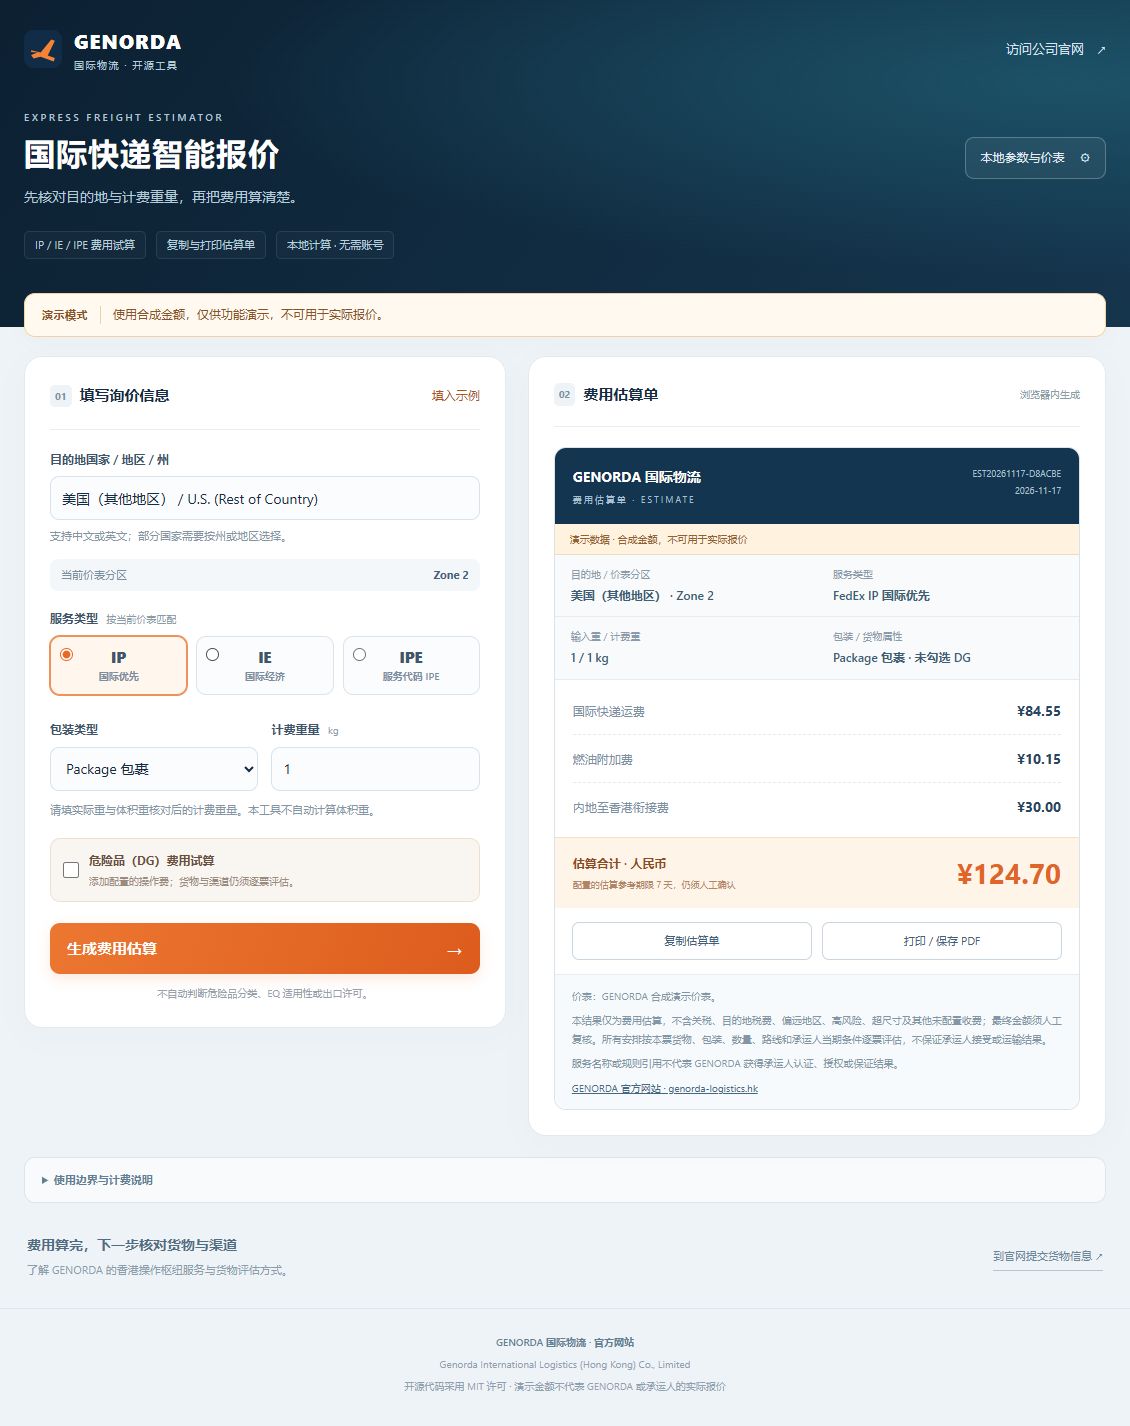 GENORDA
国际物流 · 开源工具
访问公司官网 ↗
EXPRESS FREIGHT ESTIMATOR
国际快递智能报价
先核对目的地与计费重量，再把费用算清楚。
本地参数与价表 ⚙
IP / IE / IPE 费用试算
复制与打印估算单
本地计算 · 无需账号
演示模式
使用合成金额，仅供功能演示，不可用于实际报价。
01 填写询价信息
填入示例
目的地国家 / 地区 / 州
美国（其他地区） / U.S. (Rest of Country)
支持中文或英文；部分国家需要按州或地区选择。
当前价表分区
Zone 2
服务类型 按当前价表匹配
IP
国际优先
IE
国际经济
IPE
服务代码 IPE
包装类型
计费重量 kg
Package 包裹
1
请填实际重与体积重核对后的计费重量。本工具不自动计算体积重。
危险品（DG）费用试算
添加配置的操作费；货物与渠道仍须逐票评估。
生成费用估算 →
不自动判断危险品分类、EQ 适用性或出口许可。
02 费用估算单
浏览器内生成
GENORDA 国际物流
费用估算单 · ESTIMATE
EST20261117-D8ACBE
2026-11-17
演示数据 · 合成金额，不可用于实际报价
目的地 / 价表分区
美国（其他地区） · Zone 2
服务类型
FedEx IP 国际优先
输入重 / 计费重
1 / 1 kg
包装 / 货物属性
Package 包裹 · 未勾选 DG
国际快递运费
¥84.55
燃油附加费
¥10.15
内地至香港衔接费
¥30.00
估算合计 · 人民币
配置的估算参考期限 7 天，仍须人工确认
¥124.70
复制估算单
打印 / 保存 PDF
价表：GENORDA 合成演示价表。
本结果仅为费用估算，不含关税、目的地税费、偏远地区、高风险、超尺寸及其他未配置收费；最终金额须人工
复核。所有安排按本票货物、包装、数量、路线和承运人当期条件逐票评估，不保证承运人接受或运输结果。
服务名称或规则引用不代表 GENORDA 获得承运人认证、授权或保证结果。
GENORDA 官方网站 · genorda-logistics.hk
▶ 使用边界与计费说明
费用算完，下一步核对货物与渠道
了解 GENORDA 的香港操作枢纽服务与货物评估方式。
到官网提交货物信息 ↗
GENORDA 国际物流 · 官方网站
Genorda International Logistics (Hong Kong) Co., Limited
开源代码采用 MIT 许可 · 演示金额不代表 GENORDA 或承运人的实际报价